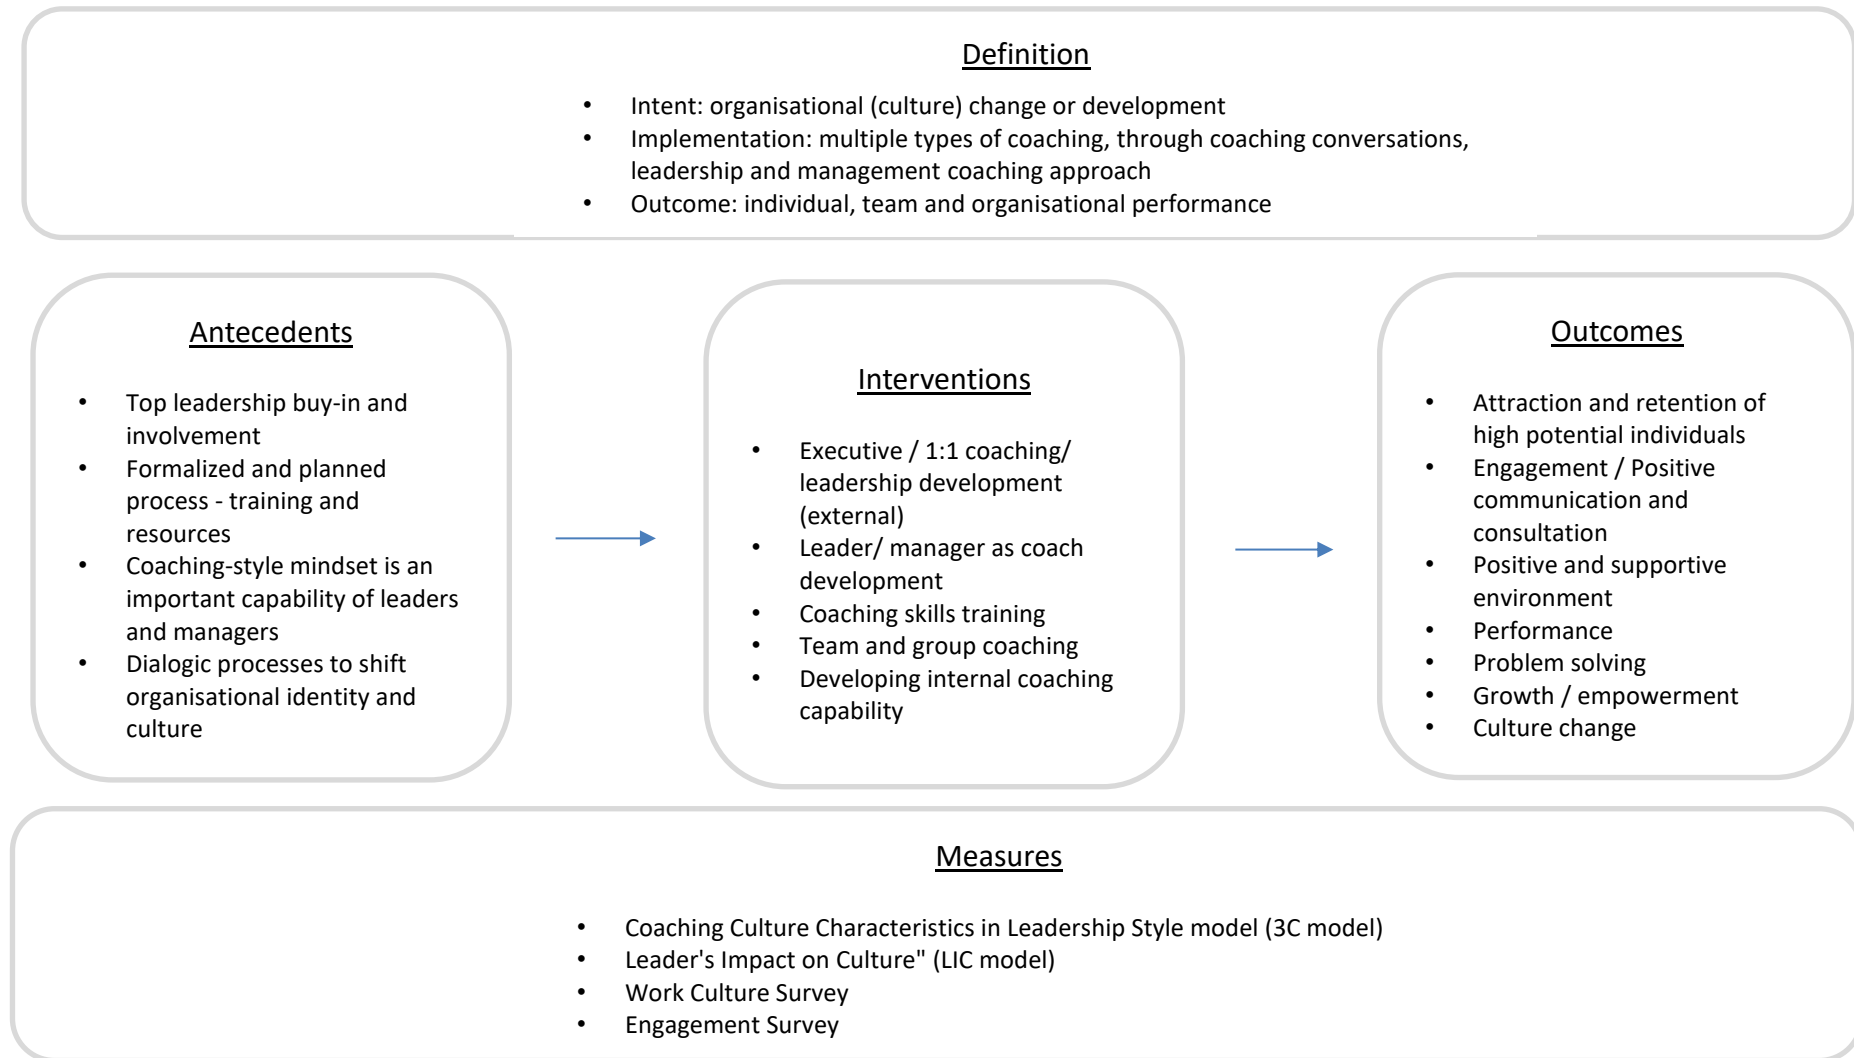 Definition
• Intent: organisational (culture) change or development
• Implementation: multiple types of coaching, through coaching conversations,
leadership and management coaching approach
• Outcome: individual, team and organisational performance
Antecedents
• Top leadership buy-in and
involvement
• Formalized and planned
process - training and
resources
• Coaching-style mindset is an
important capability of leaders
and managers
• Dialogic processes to shift
organisational identity and
culture
Interventions
• Executive / 1:1 coaching/
leadership development
(external)
• Leader/ manager as coach
development
• Coaching skills training
• Team and group coaching
• Developing internal coaching
capability
Outcomes
• Attraction and retention of
high potential individuals
• Engagement / Positive
communication and
consultation
• Positive and supportive
environment
• Performance
• Problem solving
• Growth / empowerment
• Culture change
Measures
• Coaching Culture Characteristics in Leadership Style model (3C model)
• Leader's Impact on Culture" (LIC model)
• Work Culture Survey
• Engagement Survey